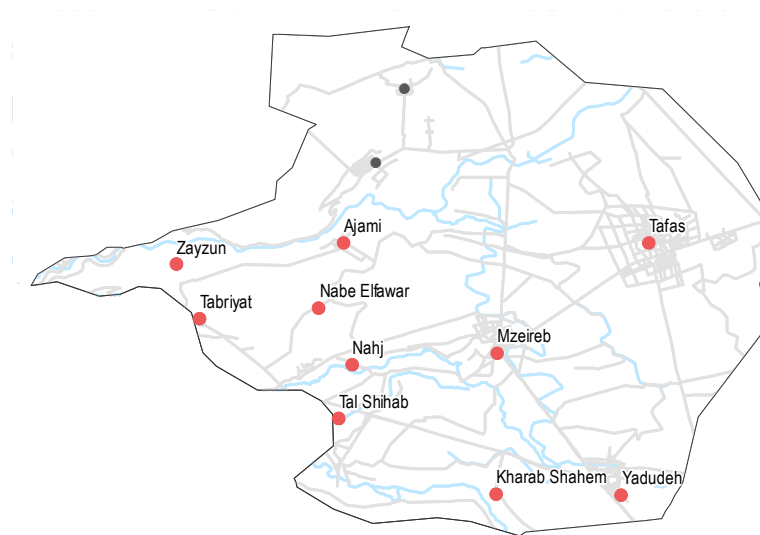 Ajami
Tafas
Zayzun
Nabe Elfawar
Tabriyat
Mzeireb
Nahj
Tal Shihab
Kharab Shahem
Yadudeh